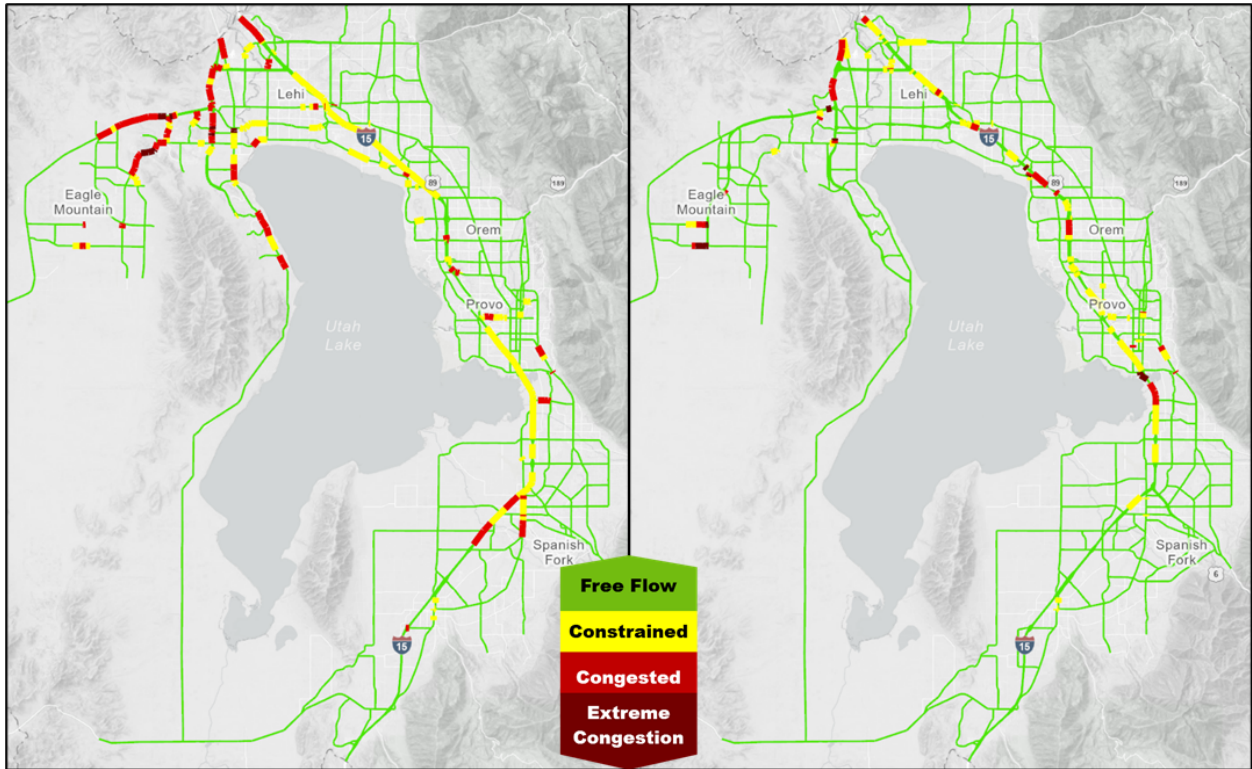 Lehi
15
Eagle
Mountain
89
189
Orem
Provo
Utah
Lake
Spanish
Fork
15
Lehi
15
Eagle
Mountain
89
189
Orem
Provo
Utah
Lake
Spanish
Fork
6
15
Free Flow
Constrained
Congested
Extreme
Congestion